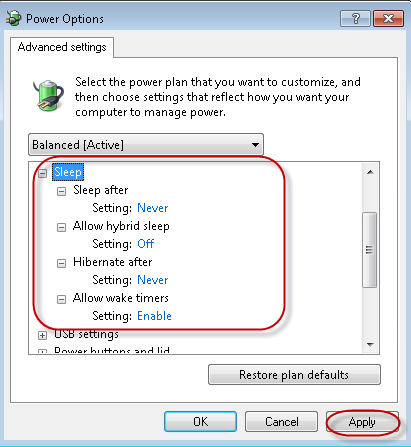 Power Options
Advanced settings
Select the power plan that you want to customize, and
then choose settings that reflect how you want your
computer to manage power.
Balanced [Active]
Sleep
Sleep after
Setting: Never
Allow hybrid sleep
Setting: Off
Hibernate after
Setting: Never
Allow wake timers
Setting: Enable
USB settings
Power buttons and lid
Restore plan defaults
OK
Cancel
Apply